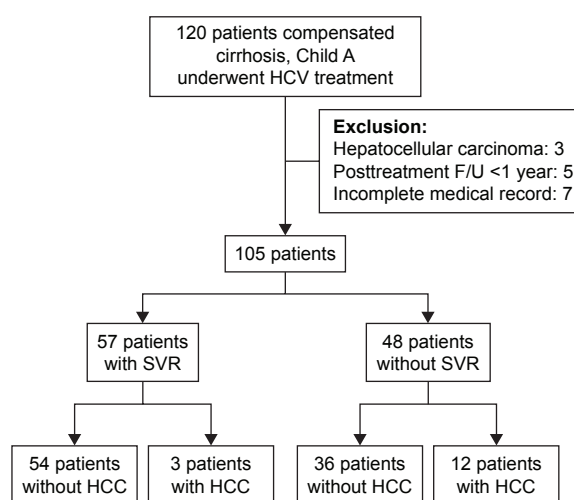 120 patients compensated
cirrhosis, Child A
underwent HCV treatment
Exclusion:
Hepatocellular carcinoma: 3
Posttreatment F/U <1 year: 5
Incomplete medical record: 7
105 patients
57 patients
with SVR
48 patients
without SVR
54 patients
without HCC
3 patients
with HCC
36 patients
without HCC
12 patients
with HCC